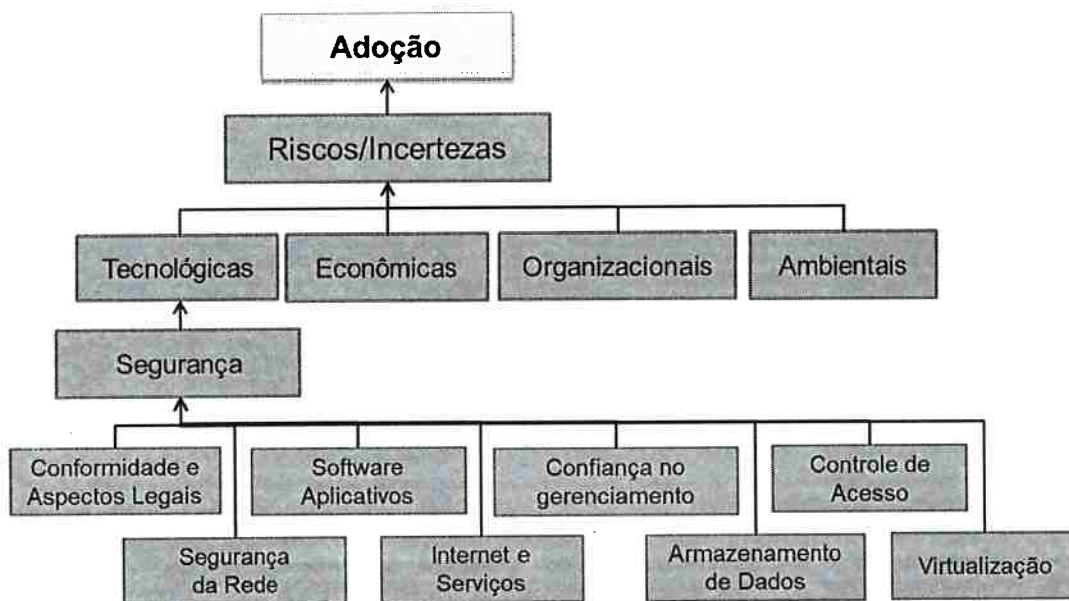 Adoção
Riscos/Incertezas
Tecnológicas
Econômicas
Organizacionais
Ambientais
Segurança
Conformidade e
Aspectos Legais
Software
Aplicativos
Confiança no
gerenciamento
Controle de
Acesso
Segurança
da Rede
Internet e
Serviços
Armazenamento
de Dados
Virtualização